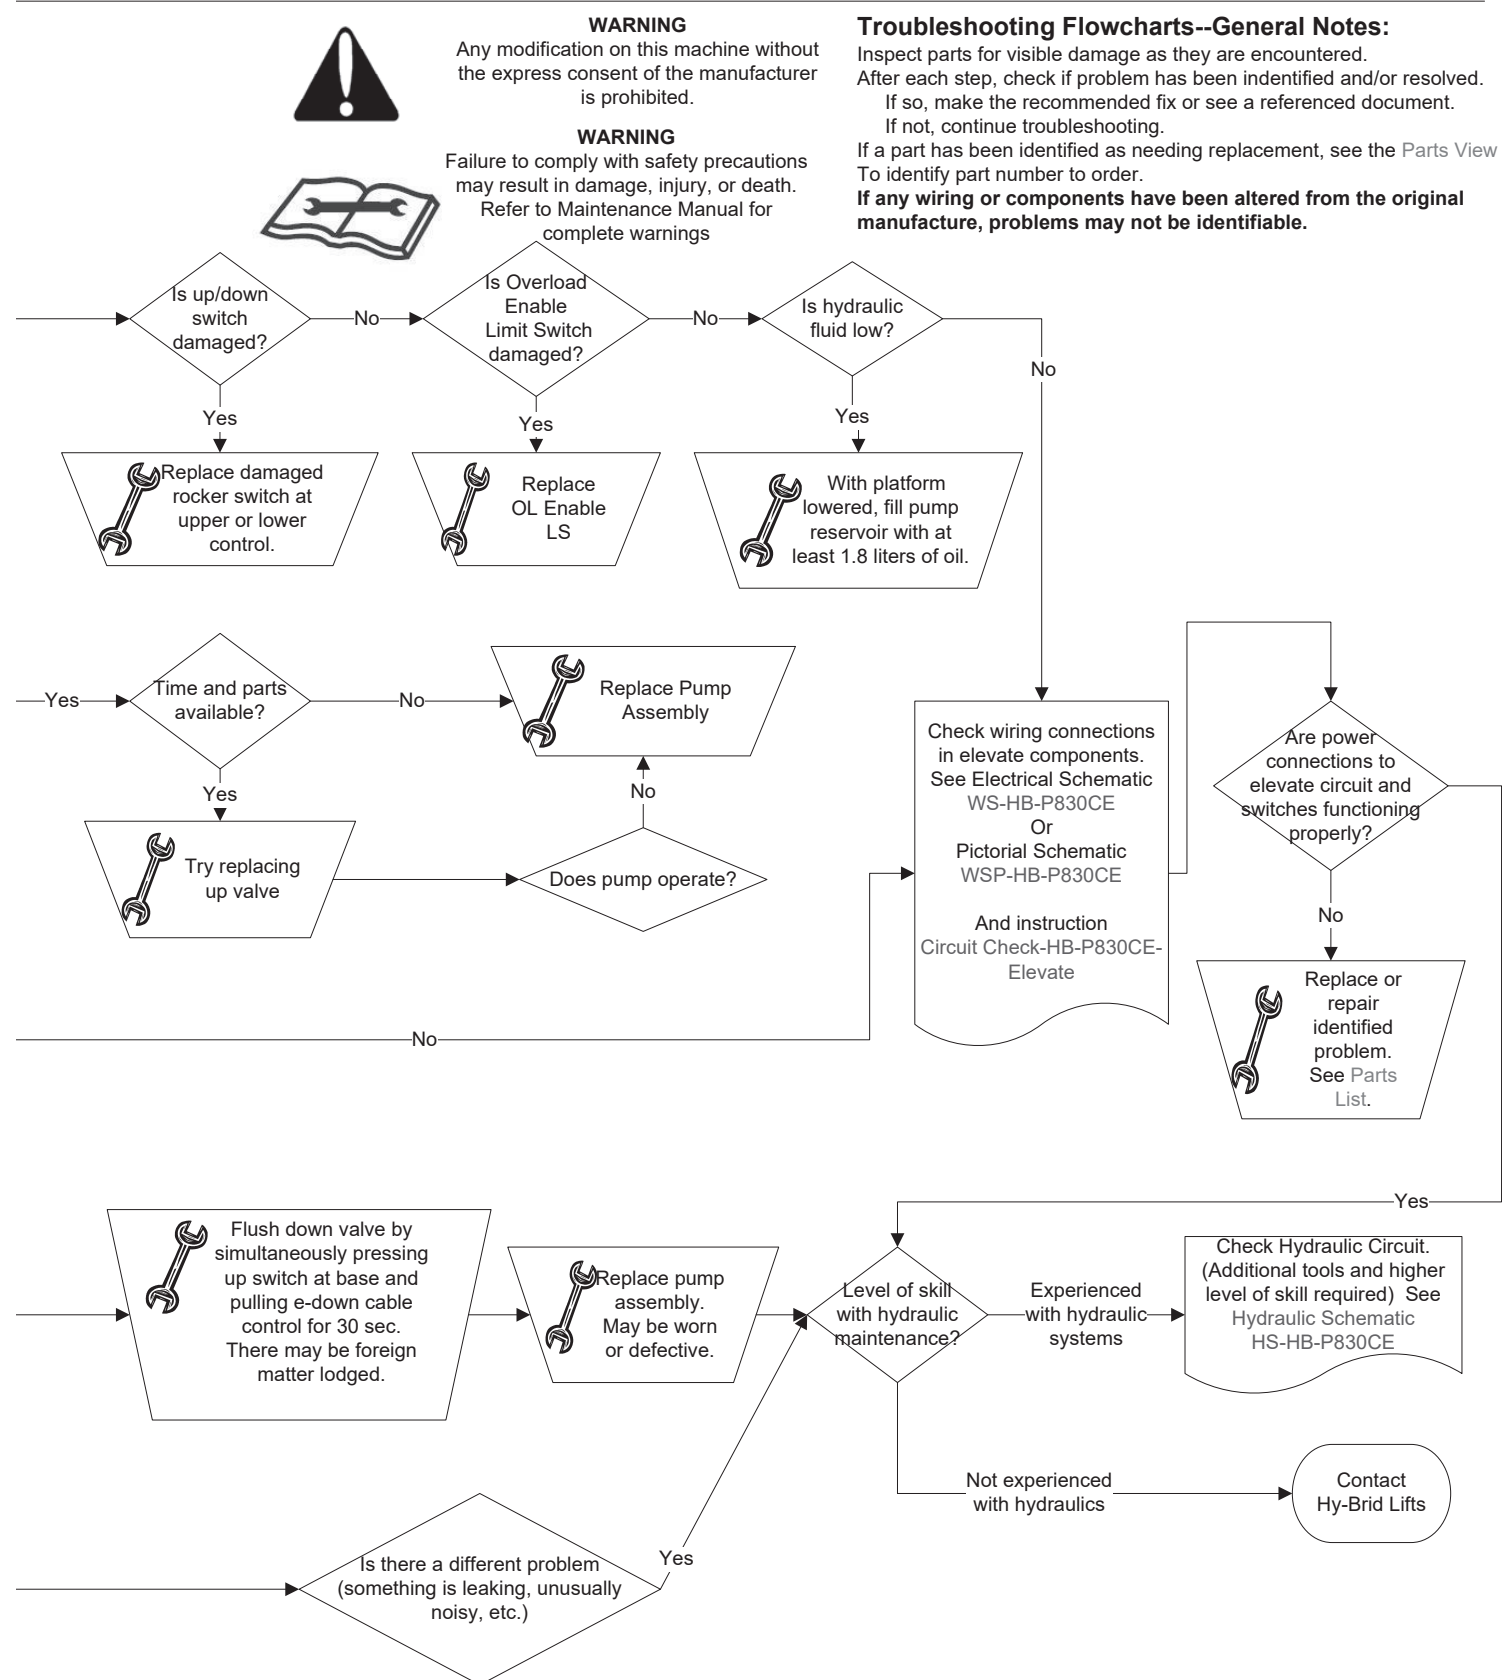 WARNING
Any modification on this machine without
the express consent of the manufacturer
is prohibited.
WARNING
Failure to comply with safety precautions
may result in damage, injury, or death.
Refer to Maintenance Manual for
complete warnings
Troubleshooting Flowcharts--General Notes:
Inspect parts for visible damage as they are encountered.
After each step, check if problem has been indentified and/or resolved.
If so, make the recommended fix or see a referenced document.
If not, continue troubleshooting.
If a part has been identified as needing replacement, see the Parts View
To identify part number to order.
If any wiring or components have been altered from the original
manufacture, problems may not be identifiable.
Is up/down
switch
damaged?
No
Is Overload
Enable
Limit Switch
damaged?
No
Is hydraulic
fluid low?
No
Yes
Yes
Yes
Replace damaged
rocker switch at
upper or lower
control.
Replace
OL Enable
LS
With platform
lowered, fill pump
reservoir with at
least 1.8 liters of oil.
Yes
Time and parts
available?
No
Replace Pump
Assembly
Yes
No
Try replacing
up valve
Does pump operate?
Check wiring connections
in elevate components.
See Electrical Schematic
WS-HB-P830CE
Or
Pictorial Schematic
WSP-HB-P830CE
And instruction
Circuit Check-HB-P830CE-
Elevate
Are power
connections to
elevate circuit and
switches functioning
properly?
No
Replace or
repair
identified
problem.
See Parts
List.
No
Yes
Flush down valve by
simultaneously pressing
up switch at base and
pulling e-down cable
control for 30 sec.
There may be foreign
matter lodged.
Replace pump
assembly.
May be worn
or defective.
Level of skill
with hydraulic
maintenance?
Experienced
with hydraulic
systems
Check Hydraulic Circuit.
(Additional tools and higher
level of skill required) See
Hydraulic Schematic
HS-HB-P830CE
Not experienced
with hydraulics
Contact
Hy-Brid Lifts
Is there a different problem
(something is leaking, unusually
noisy, etc.)
Yes